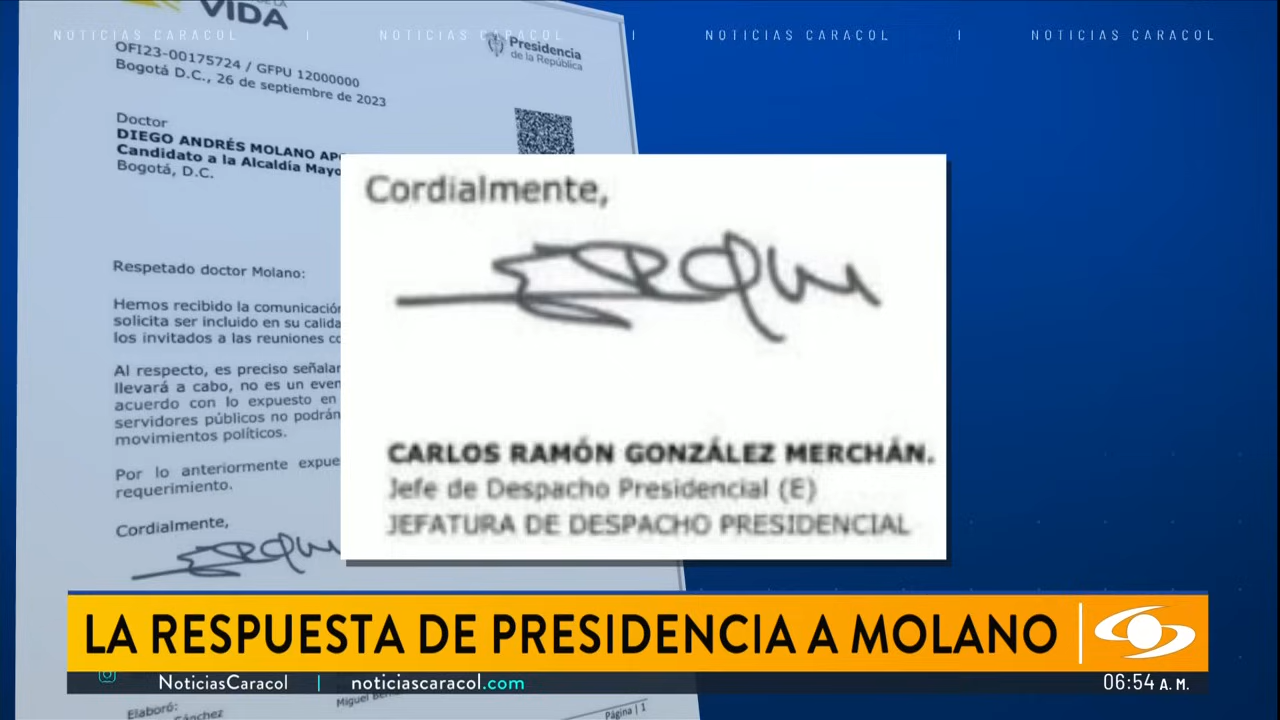 NOTICIAS CARACOL | NOTICIAS CARACOL | NOTICIAS CARACOL | NOTICIAS CARACOL
DE LA
VIDA
Presidencia
de la República
OFI23-00175724 / GFPU 12000000
Bogotá D.C., 26 de septiembre de 2023
Doctor
DIEGO ANDRÉS MOLANO
Candidato a la Alcaldía
Bogotá, D.C.
Respetado doctor Molano:
Hemos recibido la comunicación
solicita ser incluido en su
los invitados a las reuniones
Al respecto, es preciso
llevará a cabo, no es un
acuerdo con lo expuesto en
servidores públicos no podrán
movimientos políticos.
Por lo anteriormente
requerimiento.
Cordialmente,
Cordialmente,
CARLOS RAMÓN GONZÁLEZ MERCHÁN.
Jefe de Despacho Presidencial (E)
JEFATURA DE DESPACHO PRESIDENCIAL
LA RESPUESTA DE PRESIDENCIA A MOLANO
NoticiasCaracol | noticiascaracol.com 06:54 A. M.
Elaboró:
Miguel
Página | 1